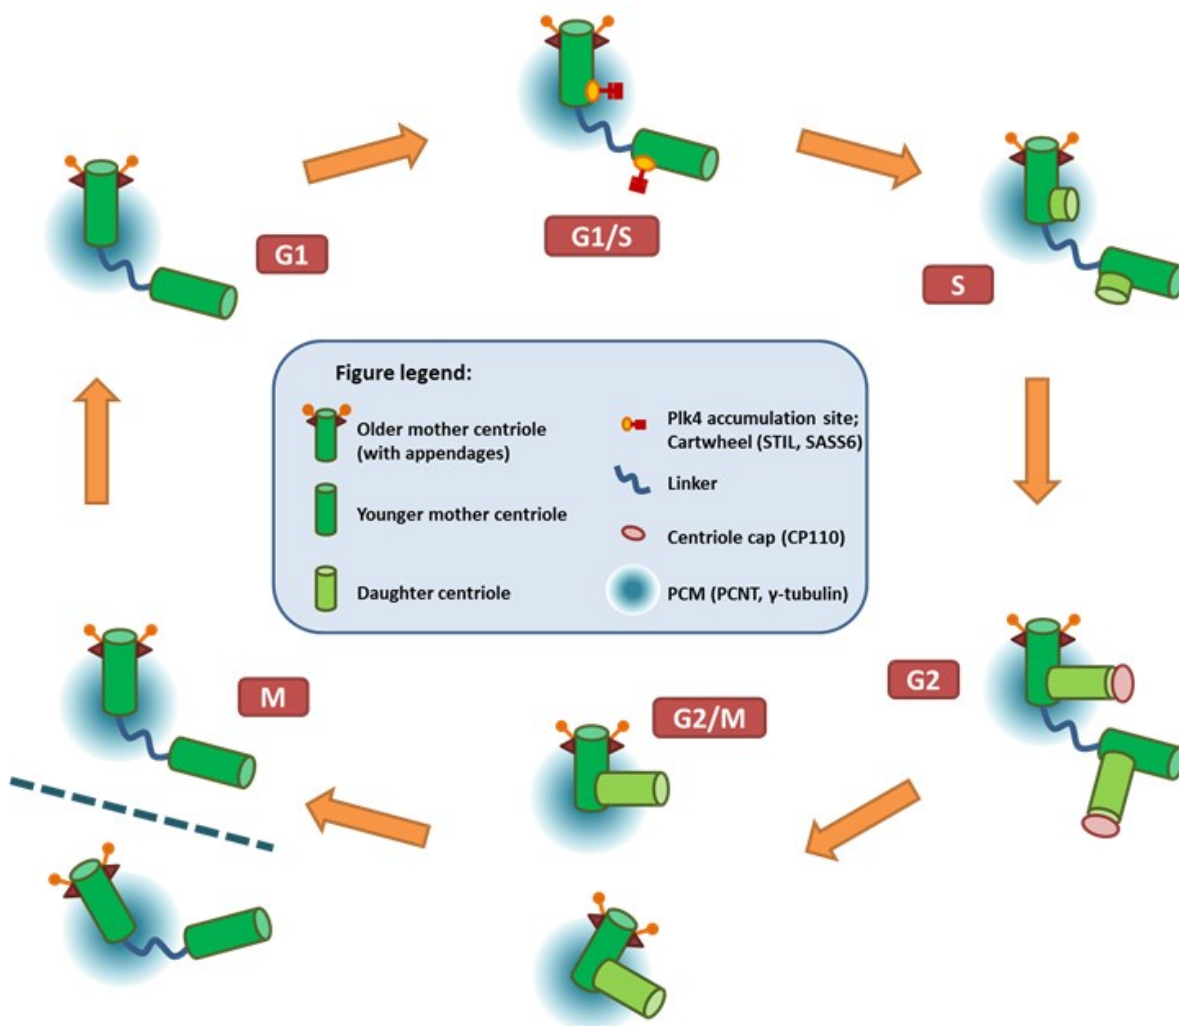 G1/S
G1
S
Figure legend:
Older mother centriole
(with appendages)
Younger mother centriole
Daughter centriole
Plk4 accumulation site;
Cartwheel (STIL, SASS6)
Linker
Centriole cap (CP110)
PCM (PCNT, γ-tubulin)
G2
M
G2/M